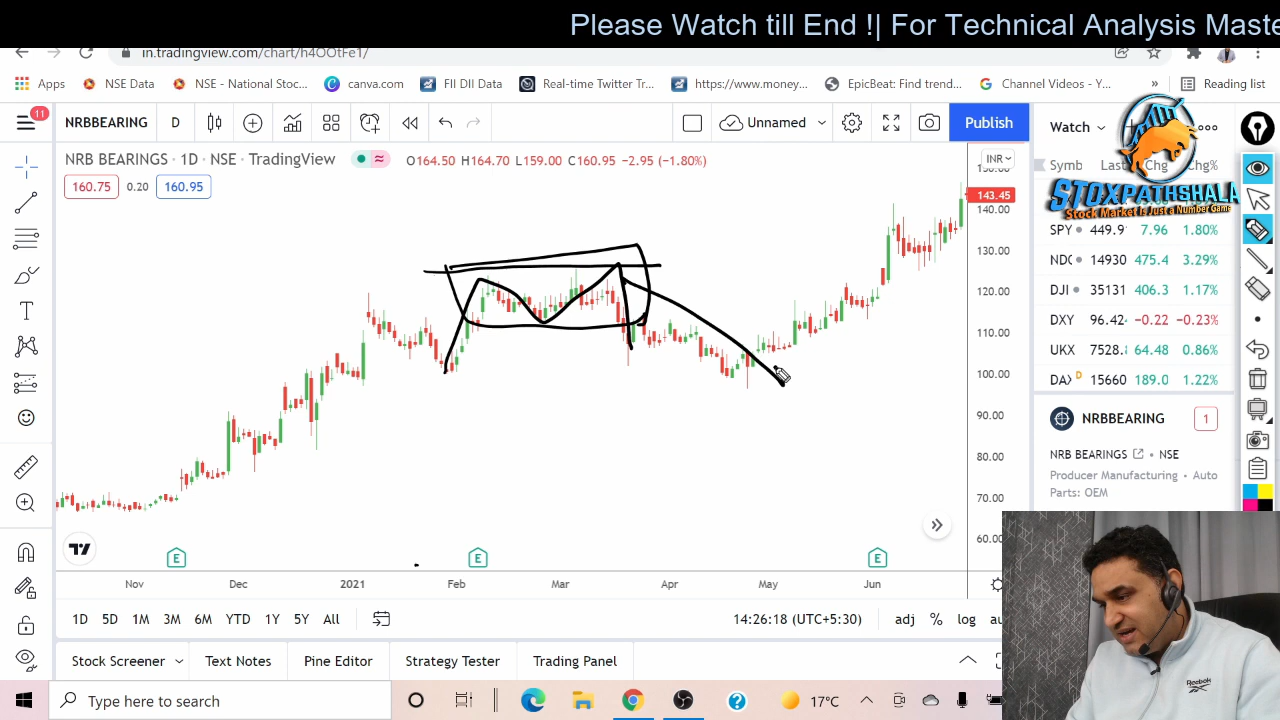 Please Watch till End !| For Technical Analysis Maste
in.tradingview.com/chart/h4OOtFe1/
Apps NSE Data NSE - National Stoc... canva.com FII DII Data Real-time Twitter Tr... https://www.money... EpicBeat: Find trend... Channel Videos - Y... » Reading list
11
NRBBEARING D Unnamed Publish Watch
NRB BEARINGS · 1D · NSE · TradingView O164.50 H164.70 L159.00 C160.95 −2.95 (−1.80%) INR
160.75 0.20 160.95
Symb Last Chg Chg%
STOXPATHSHALA
Stock Market is Just a Number Game
143.45
140.00
130.00
120.00
110.00
100.00
90.00
80.00
70.00
60.00
SPY 449.9 7.96 1.80%
14930 475.4 3.29%
DJI 35131 406.3 1.17%
DXY 96.42 −0.22 −0.23%
UKX 7528. 64.48 0.86%
DAX D 15660 189.0 1.22%
NRBBEARING 1
NRB BEARINGS · NSE
Producer Manufacturing · Auto
Parts: OEM
E E E
Nov Dec 2021 Feb Mar Apr May Jun
1D 5D 1M 3M 6M YTD 1Y 5Y All 14:26:18 (UTC+5:30) adj % log au
Stock Screener Text Notes Pine Editor Strategy Tester Trading Panel
Type here to search 17°C
Reebok